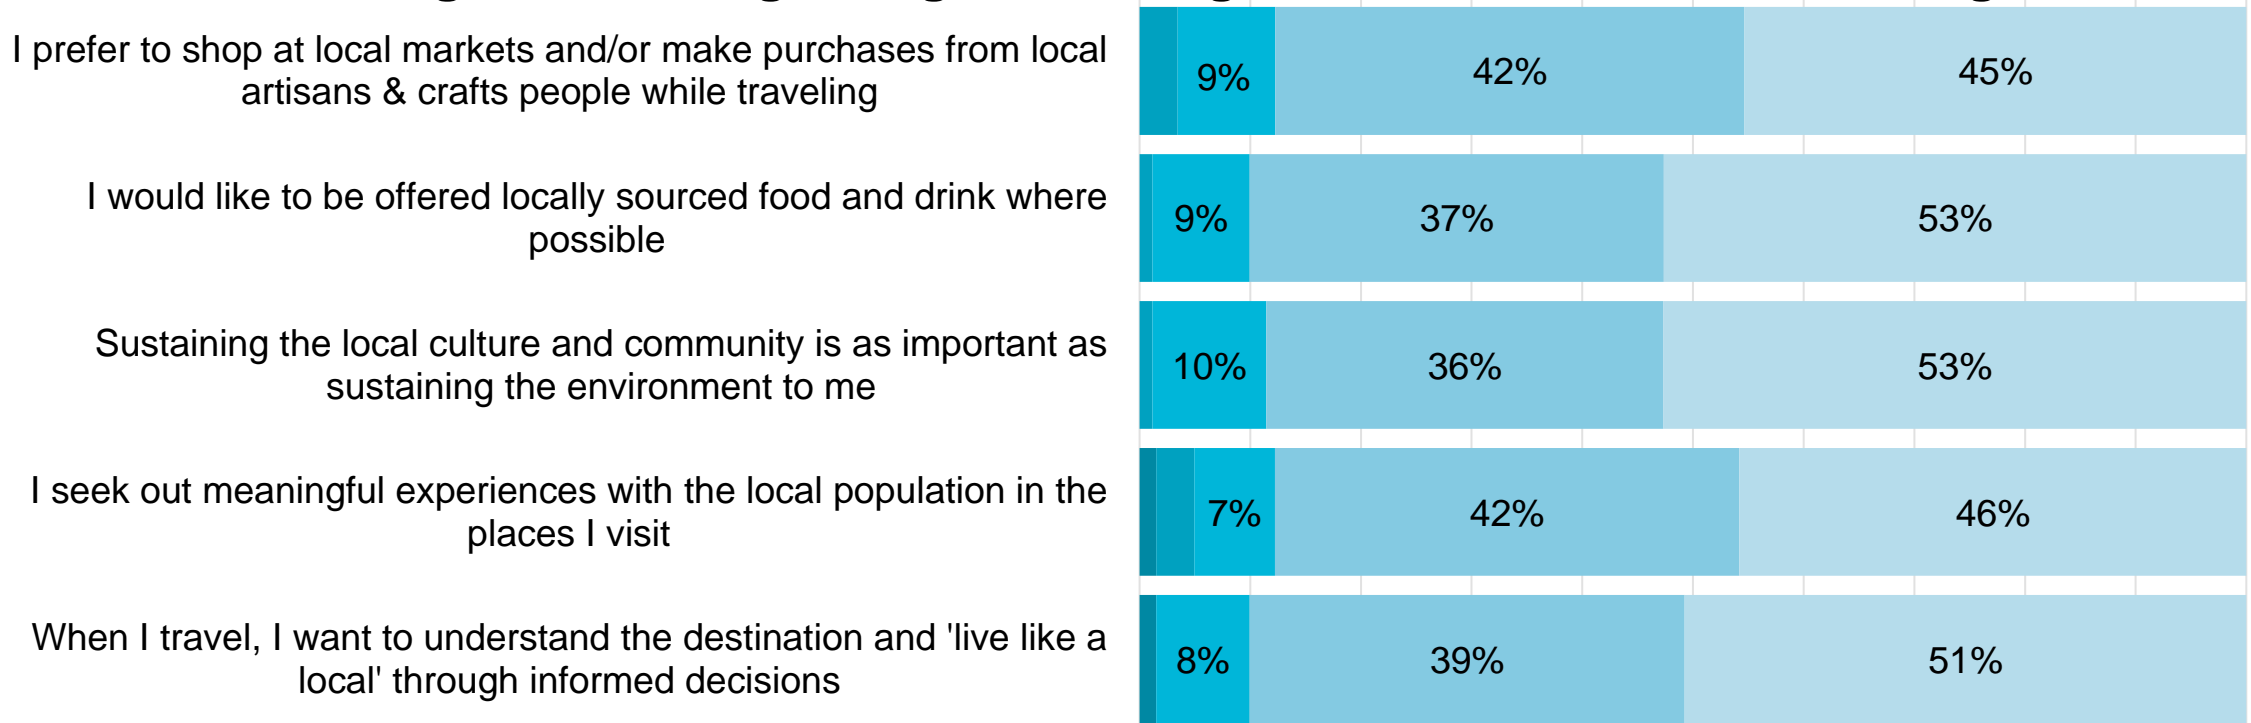 I prefer to shop at local markets and/or make purchases from local
artisans & crafts people while traveling
9% 42% 45%
I would like to be offered locally sourced food and drink where
possible
9% 37% 53%
Sustaining the local culture and community is as important as
sustaining the environment to me
10% 36% 53%
I seek out meaningful experiences with the local population in the
places I visit
7% 42% 46%
When I travel, I want to understand the destination and 'live like a
local' through informed decisions
8% 39% 51%